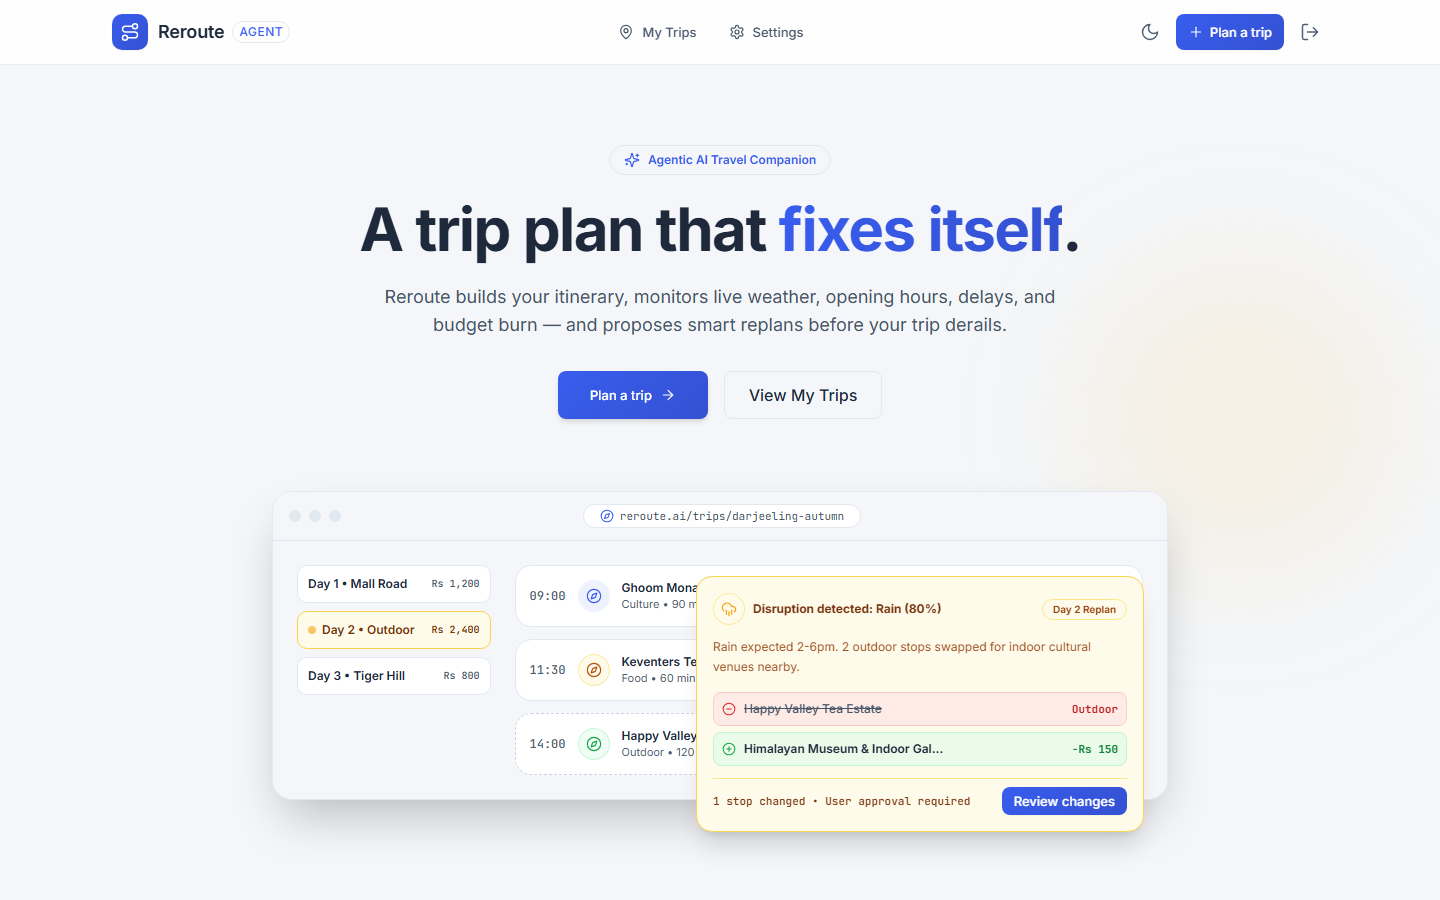 Reroute AGENT
My Trips
Settings
Plan a trip
Agentic AI Travel Companion
A trip plan that fixes itself.
Reroute builds your itinerary, monitors live weather, opening hours, delays, and
budget burn — and proposes smart replans before your trip derails.
Plan a trip
View My Trips
reroute.ai/trips/darjeeling-autumn
Day 1 • Mall Road Rs 1,200
Day 2 • Outdoor Rs 2,400
Day 3 • Tiger Hill Rs 800
09:00
Ghoom Mona
Culture • 90 m
11:30
Keventers Te
Food • 60 min
14:00
Happy Valley
Outdoor • 120
Disruption detected: Rain (80%)
Day 2 Replan
Rain expected 2-6pm. 2 outdoor stops swapped for indoor cultural
venues nearby.
Happy Valley Tea Estate Outdoor
Himalayan Museum & Indoor Gal... -Rs 150
1 stop changed • User approval required
Review changes